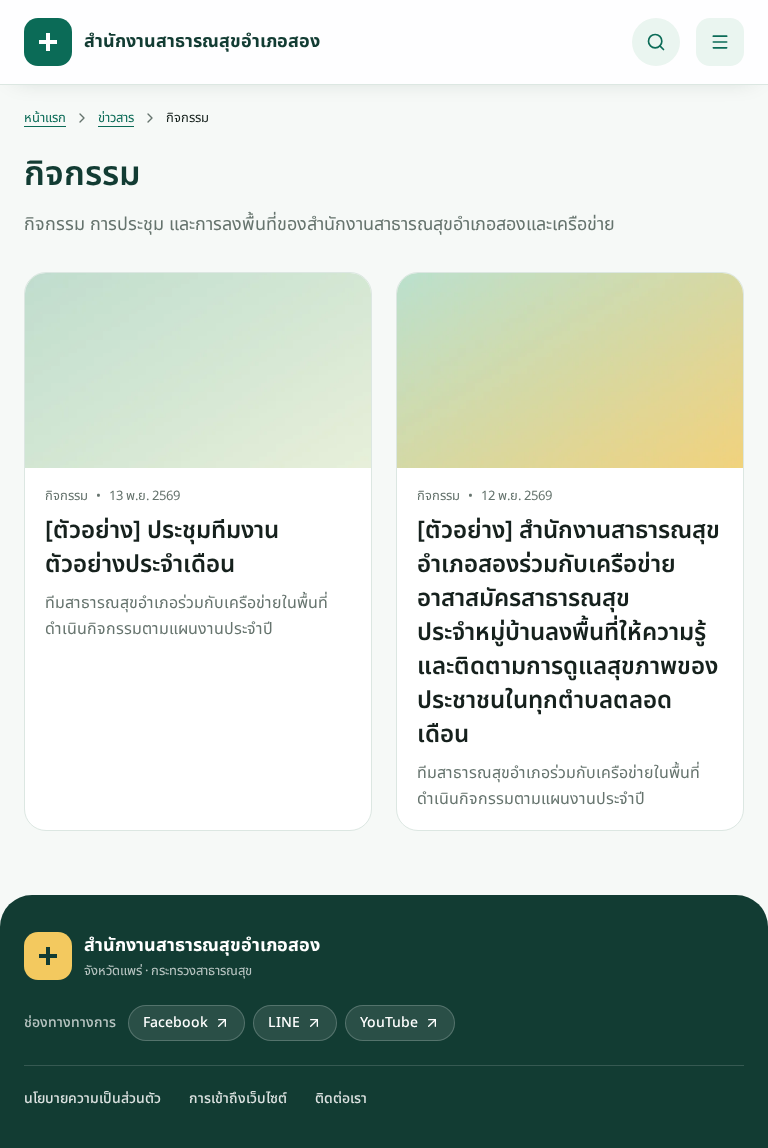 สำนักงานสาธารณสุขอำเภอสอง
หน้าแรก > ข่าวสาร > กิจกรรม
กิจกรรม
กิจกรรม การประชุม และการลงพื้นที่ของสำนักงานสาธารณสุขอำเภอสองและเครือข่าย
กิจกรรม • 13 พ.ย. 2569
[ตัวอย่าง] ประชุมทีมงาน
ตัวอย่างประจำเดือน
ทีมสาธารณสุขอำเภอร่วมกับเครือข่ายในพื้นที่
ดำเนินกิจกรรมตามแผนงานประจำปี
กิจกรรม • 12 พ.ย. 2569
[ตัวอย่าง] สำนักงานสาธารณสุข
อำเภอสองร่วมกับเครือข่าย
อาสาสมัครสาธารณสุข
ประจำหมู่บ้านลงพื้นที่ให้ความรู้
และติดตามการดูแลสุขภาพของ
ประชาชนในทุกตำบลตลอด
เดือน
ทีมสาธารณสุขอำเภอร่วมกับเครือข่ายในพื้นที่
ดำเนินกิจกรรมตามแผนงานประจำปี
สำนักงานสาธารณสุขอำเภอสอง
จังหวัดแพร่ · กระทรวงสาธารณสุข
ช่องทางทางการ Facebook LINE YouTube
นโยบายความเป็นส่วนตัว การเข้าถึงเว็บไซต์ ติดต่อเรา